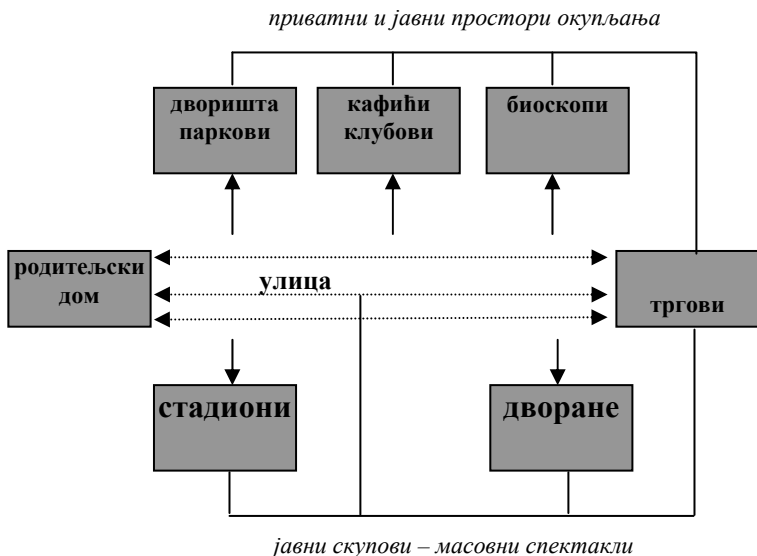 приватни и јавни простори окупљања
дворишта
паркови
кафићи
клубови
биоскопи
родитељски
дом
улица
тргови
стадиони
дворане
јавни скупови – масовни спектакли